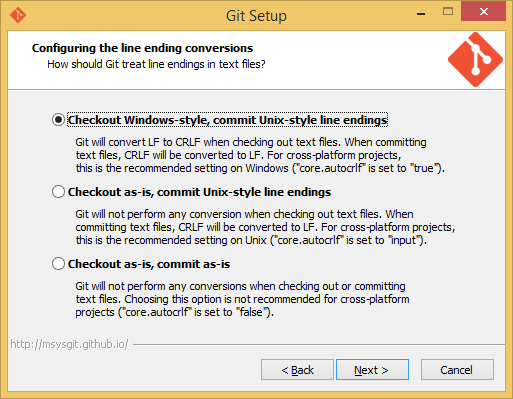 Git Setup
Configuring the line ending conversions
How should Git treat line endings in text files?
Checkout Windows-style, commit Unix-style line endings
Git will convert LF to CRLF when checking out text files. When committing
text files, CRLF will be converted to LF. For cross-platform projects,
this is the recommended setting on Windows ("core.autocrlf" is set to "true").
Checkout as-is, commit Unix-style line endings
Git will not perform any conversion when checking out text files. When
committing text files, CRLF will be converted to LF. For cross-platform projects,
this is the recommended setting on Unix ("core.autocrlf" is set to "input").
Checkout as-is, commit as-is
Git will not perform any conversions when checking out or committing
text files. Choosing this option is not recommended for cross-platform
projects ("core.autocrlf" is set to "false").
http://msysgit.github.io/
< Back Next > Cancel